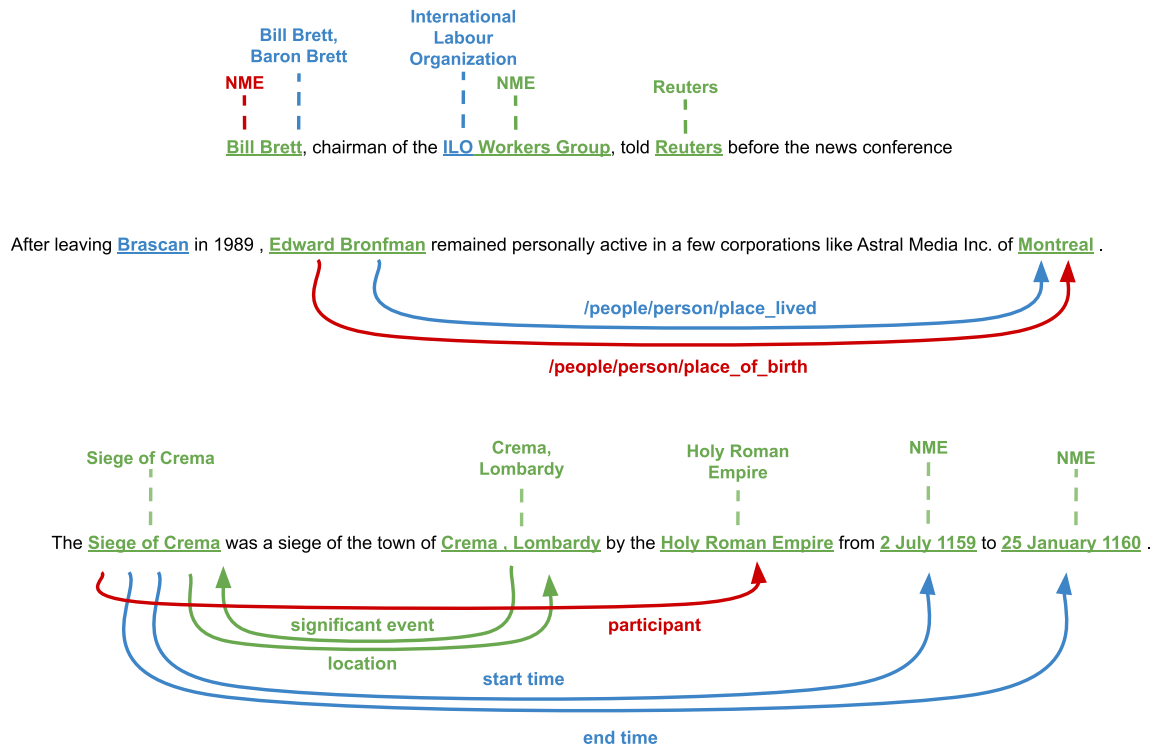 International
Labour
Organization
Bill Brett,
Baron Brett
NME
NME
Reuters
Bill Brett, chairman of the ILO Workers Group, told Reuters before the news conference
After leaving Brascan in 1989 , Edward Bronfman remained personally active in a few corporations like Astral Media Inc. of Montreal .
/people/person/place_lived
/people/person/place_of_birth
Siege of Crema
Crema,
Lombardy
Holy Roman
Empire
NME
NME
The Siege of Crema was a siege of the town of Crema , Lombardy by the Holy Roman Empire from 2 July 1159 to 25 January 1160 .
significant event
participant
location
start time
end time